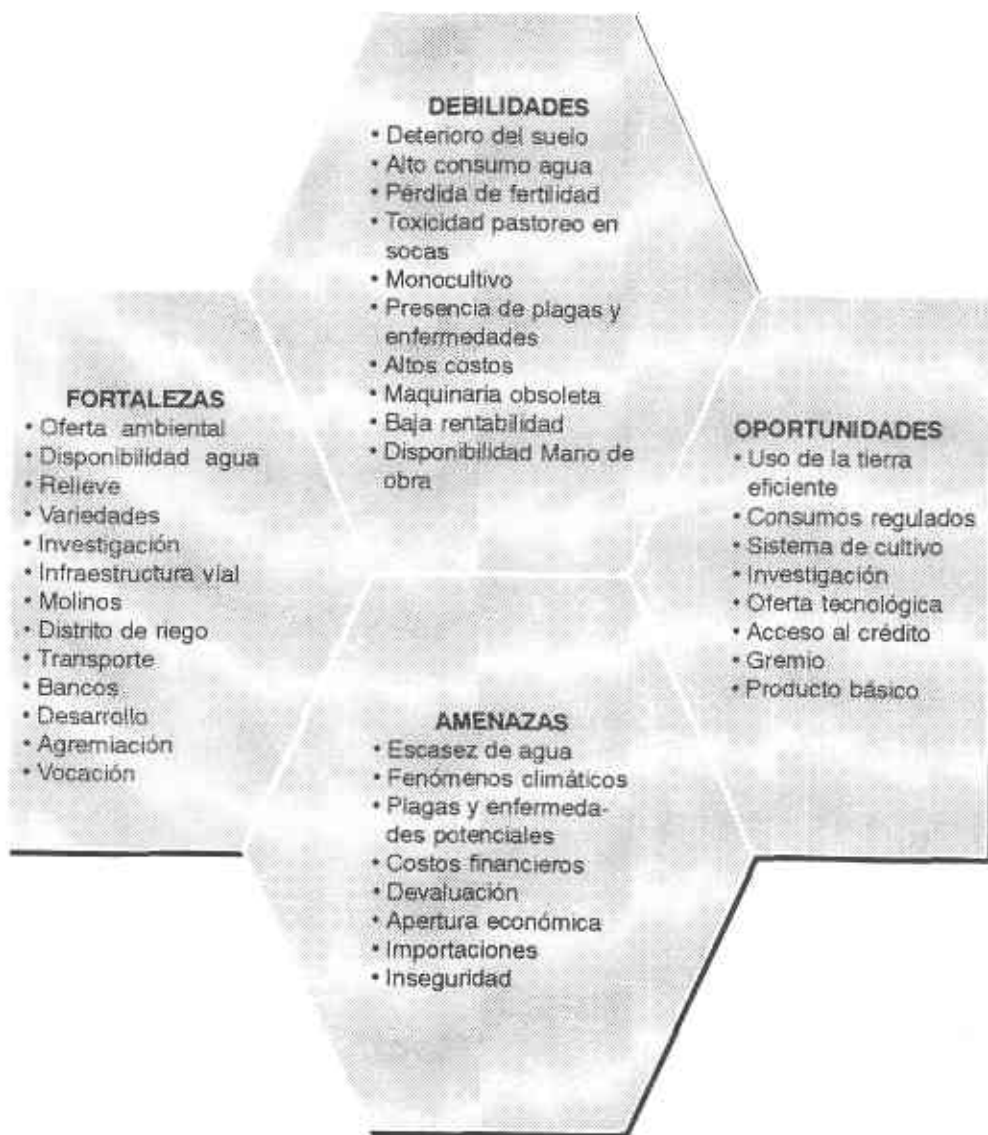 DEBILIDADES
• Deterioro del suelo
• Alto consumo agua
• Pérdida de fertilidad
• Toxicidad pastoreo en
socas
• Monocultivo
• Presencia de plagas y
enfermedades
• Altos costos
• Maquinaria obsoleta
• Baja rentabilidad
• Disponibilidad Mano de
obra
FORTALEZAS
• Oferta ambiental
• Disponibilidad agua
• Relieve
• Variedades
• Investigación
• Infraestructura vial
• Molinos
• Distrito de riego
• Transporte
• Bancos
• Desarrollo
• Agremiación
• Vocación
OPORTUNIDADES
• Uso de la tierra
eficiente
• Consumos regulados
• Sistema de cultivo
• Investigación
• Oferta tecnológica
• Acceso al crédito
• Gremio
• Producto básico
AMENAZAS
• Escasez de agua
• Fenómenos climáticos
• Plagas y enfermeda-
des potenciales
• Costos financieros
• Devaluación
• Apertura económica
• Importaciones
• Inseguridad